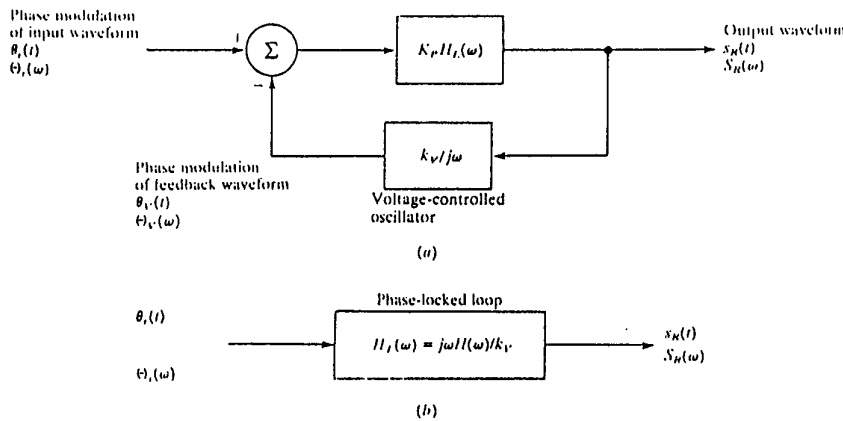 Phase modulation
of input waveform
θᵢ(t)
Θᵢ(ω)
+
Σ
−
K_P H_L(ω)
Output waveform
s_R(t)
S_R(ω)
k_V/jω
Phase modulation
of feedback waveform
θ_V(t)
Θ_V(ω)
Voltage-controlled
oscillator
(a)
Phase-locked loop
θᵢ(t)
Θᵢ(ω)
H_I(ω) = jωH(ω)/k_V
s_R(t)
S_R(ω)
(b)